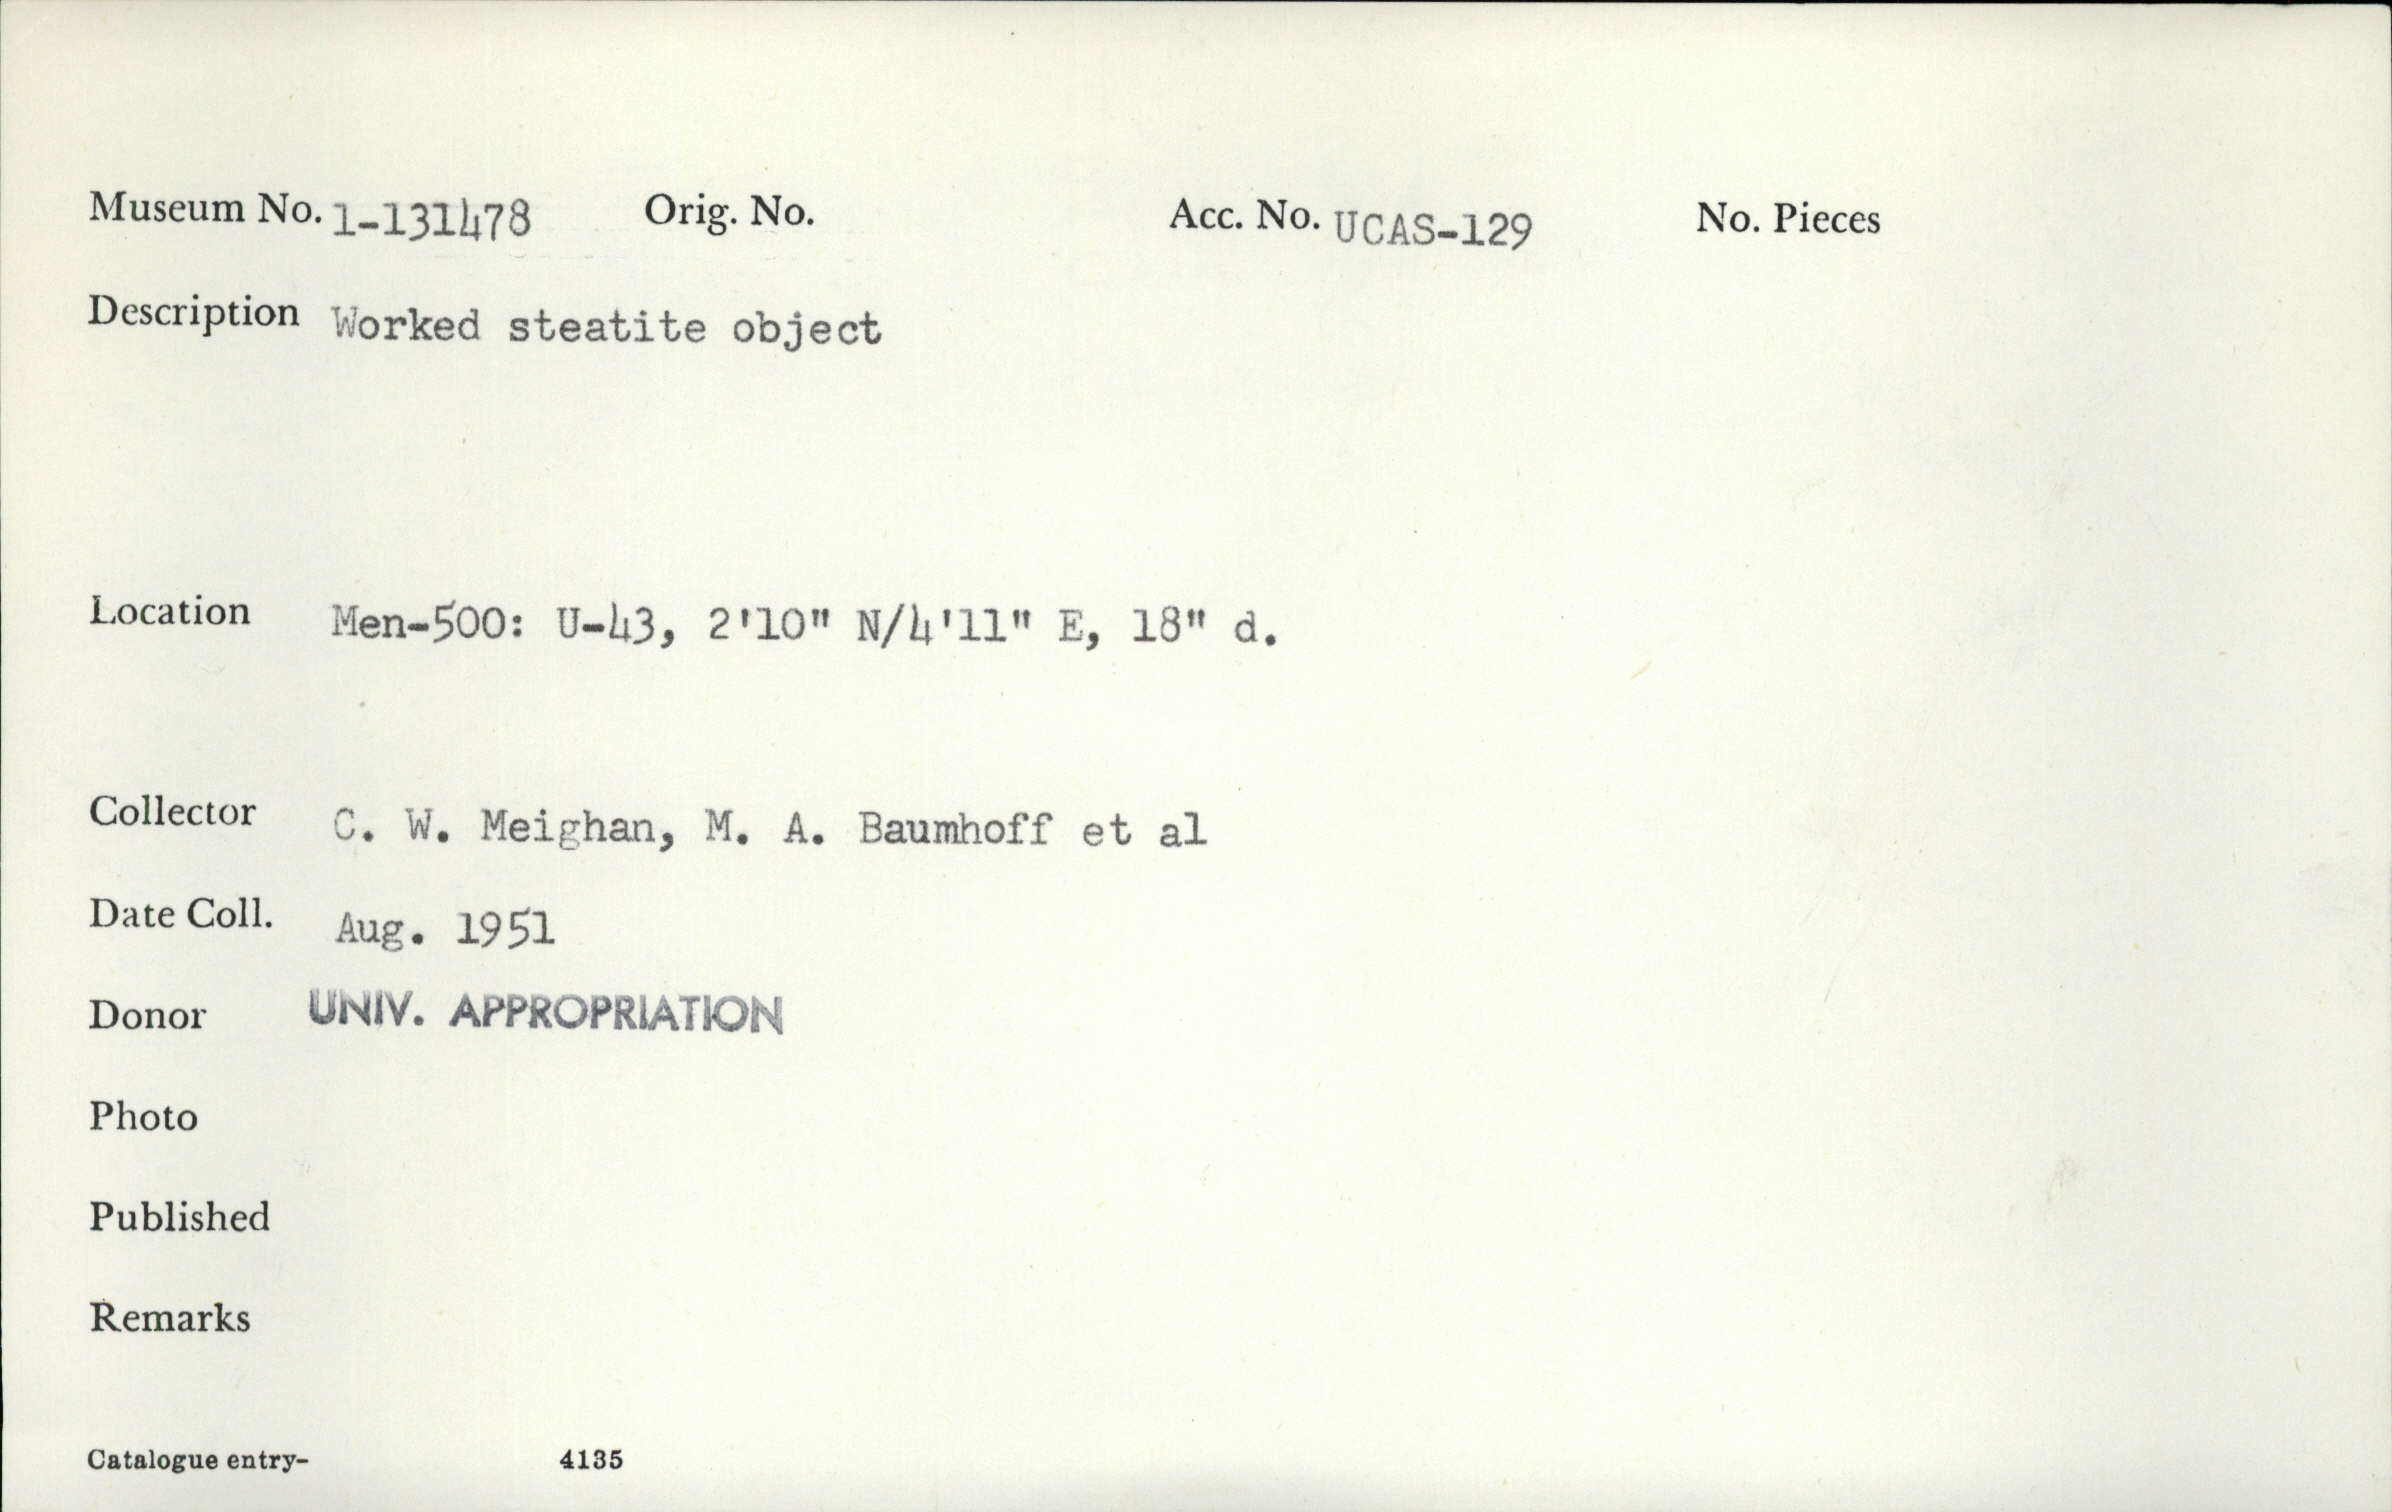 Museum No. 1-131478 Orig. No. Acc. No. UCAS-129 No. Pieces
Description Worked steatite object
Location Men-500: U-43, 2'10" N/4'11" E, 18" d.
Collector C. W. Meighan, M. A. Baumhoff et al
Date Coll. Aug. 1951
Donor UNIV. APPROPRIATION
Photo
Published
Remarks
Catalogue entry- 4135